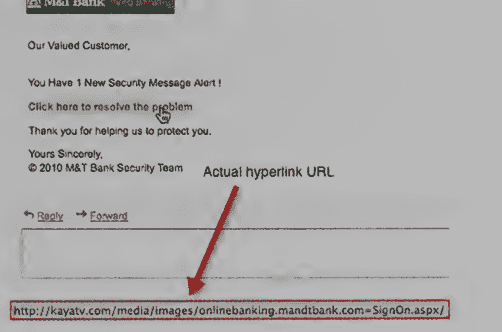 M&T Bank
Our Valued Customer,
You Have 1 New Security Message Alert !
Click here to resolve the problem
Thank you for helping us to protect you.
Yours Sincerely,
© 2010 M&T Bank Security Team
Actual hyperlink URL
Reply Forward
http://kayatv.com/media/images/onlinebanking.mandtbank.com=SignOn.aspx/